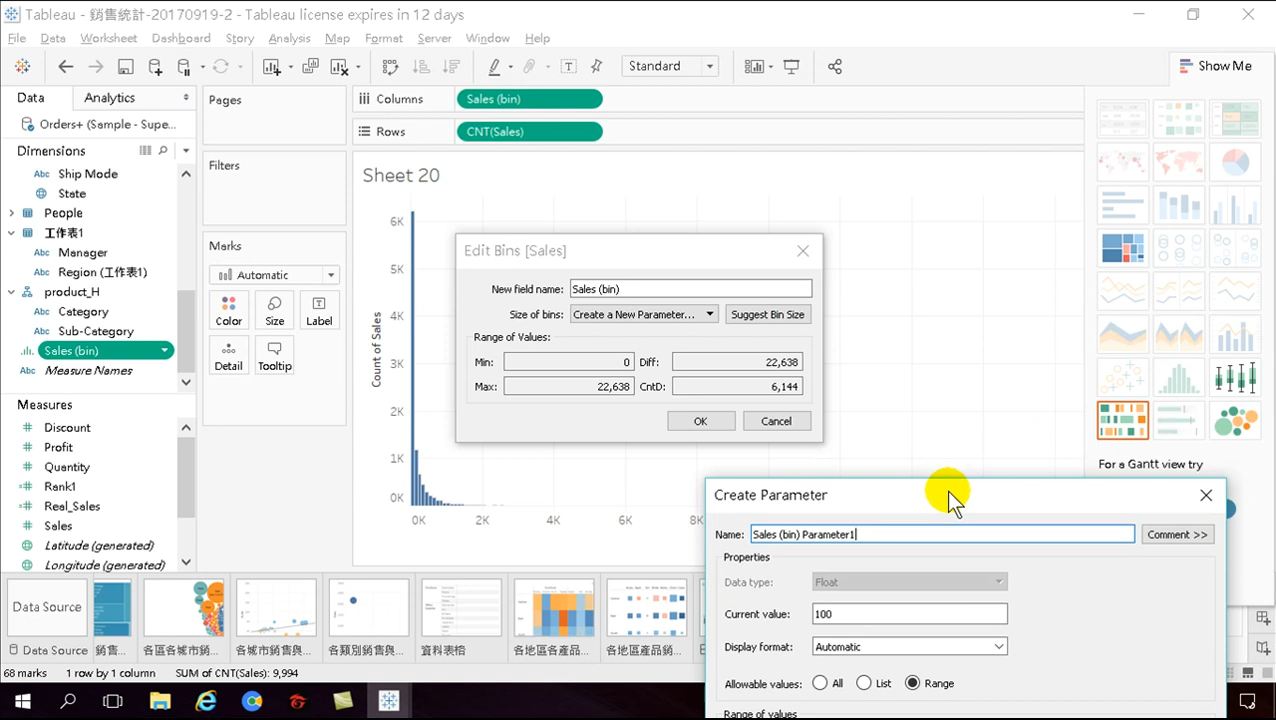 Tableau - 銷售統計-20170919-2 - Tableau license expires in 12 days
File Data Worksheet Dashboard Story Analysis Map Format Server Window Help
Standard
Show Me
Data Analytics
Pages
Columns Sales (bin)
Orders+ (Sample - Supe...
Rows CNT(Sales)
Dimensions
Filters
Sheet 20
Abc Ship Mode
State
People
工作表1
Abc Manager
Abc Region (工作表1)
product_H
Abc Category
Abc Sub-Category
Sales (bin)
Abc Measure Names
Marks
Automatic
Color Size Label
Detail Tooltip
Measures
Discount
Profit
Quantity
Rank1
Real_Sales
Sales
Latitude (generated)
Longitude (generated)
Count of Sales
6K
5K
4K
3K
2K
1K
0K
0K 2K 4K 6K 8K
Edit Bins [Sales]
New field name: Sales (bin)
Size of bins: Create a New Parameter... Suggest Bin Size
Range of Values:
Min: 0 Diff: 22,638
Max: 22,638 CntD: 6,144
OK Cancel
For a Gantt view try
Create Parameter
Name: Sales (bin) Parameter1 Comment >>
Properties
Data type: Float
Current value: 100
Display format: Automatic
Allowable values: All List Range
Range of values
Data Source
Data Source 銷售... 各區各城市... 各城市銷售與... 各類別銷售與... 資料表格 各地區各產品... 各地區產品銷...
68 marks 1 row by 1 column SUM of CNT(Sales): 9,994